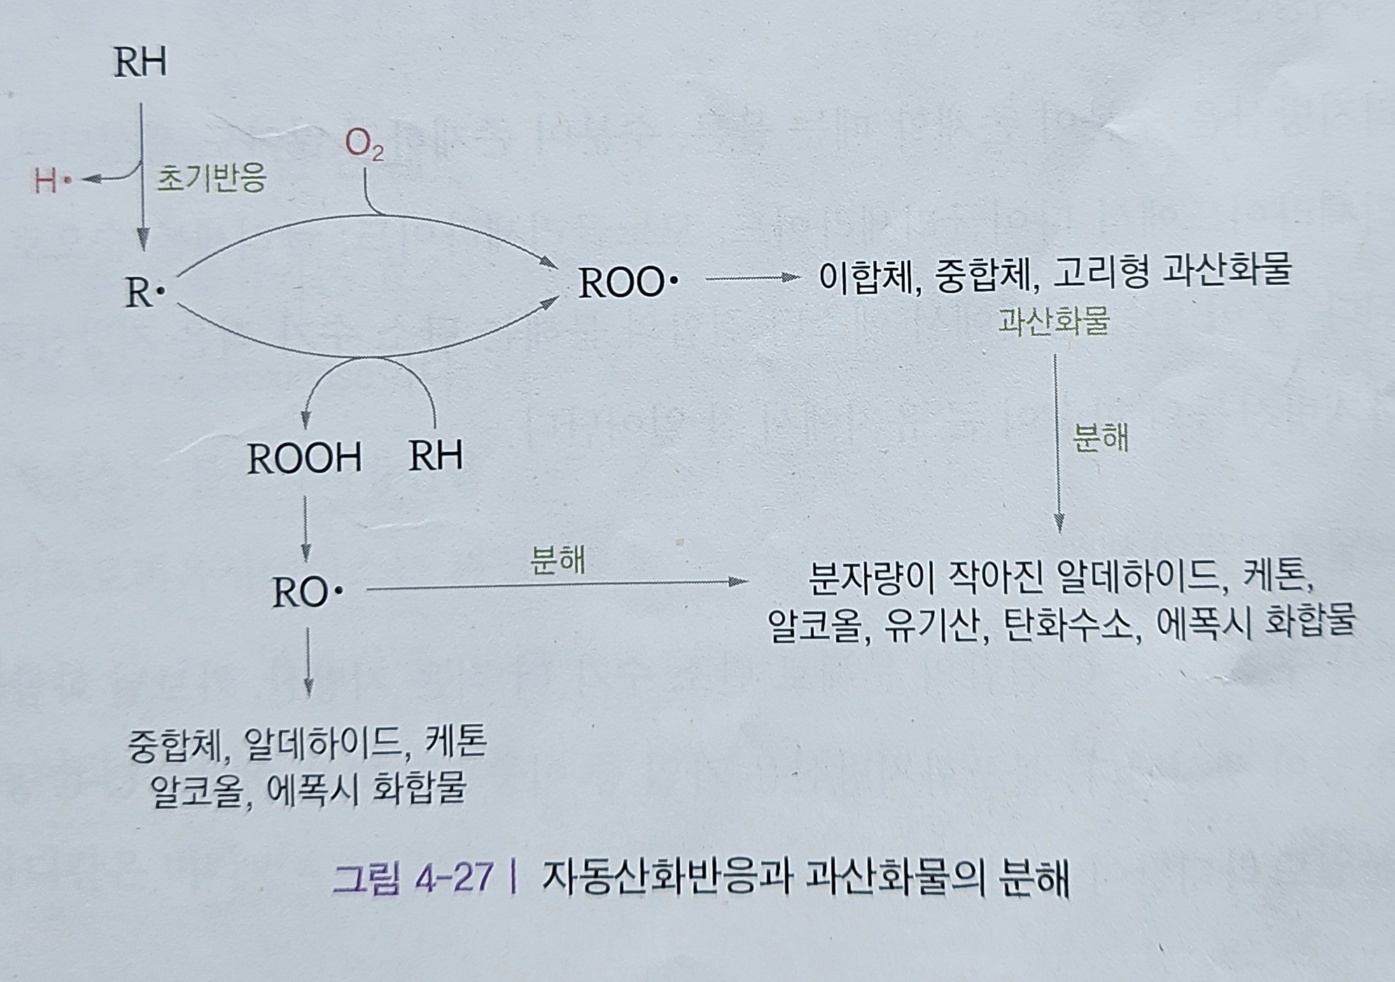 RH
O₂
H• 초기반응
R• ROO• 이합체, 중합체, 고리형 과산화물
과산화물
ROOH RH 분해
RO• 분해 분자량이 작아진 알데하이드, 케톤,
알코올, 유기산, 탄화수소, 에폭시 화합물
중합체, 알데하이드, 케톤
알코올, 에폭시 화합물
그림 4-27 | 자동산화반응과 과산화물의 분해